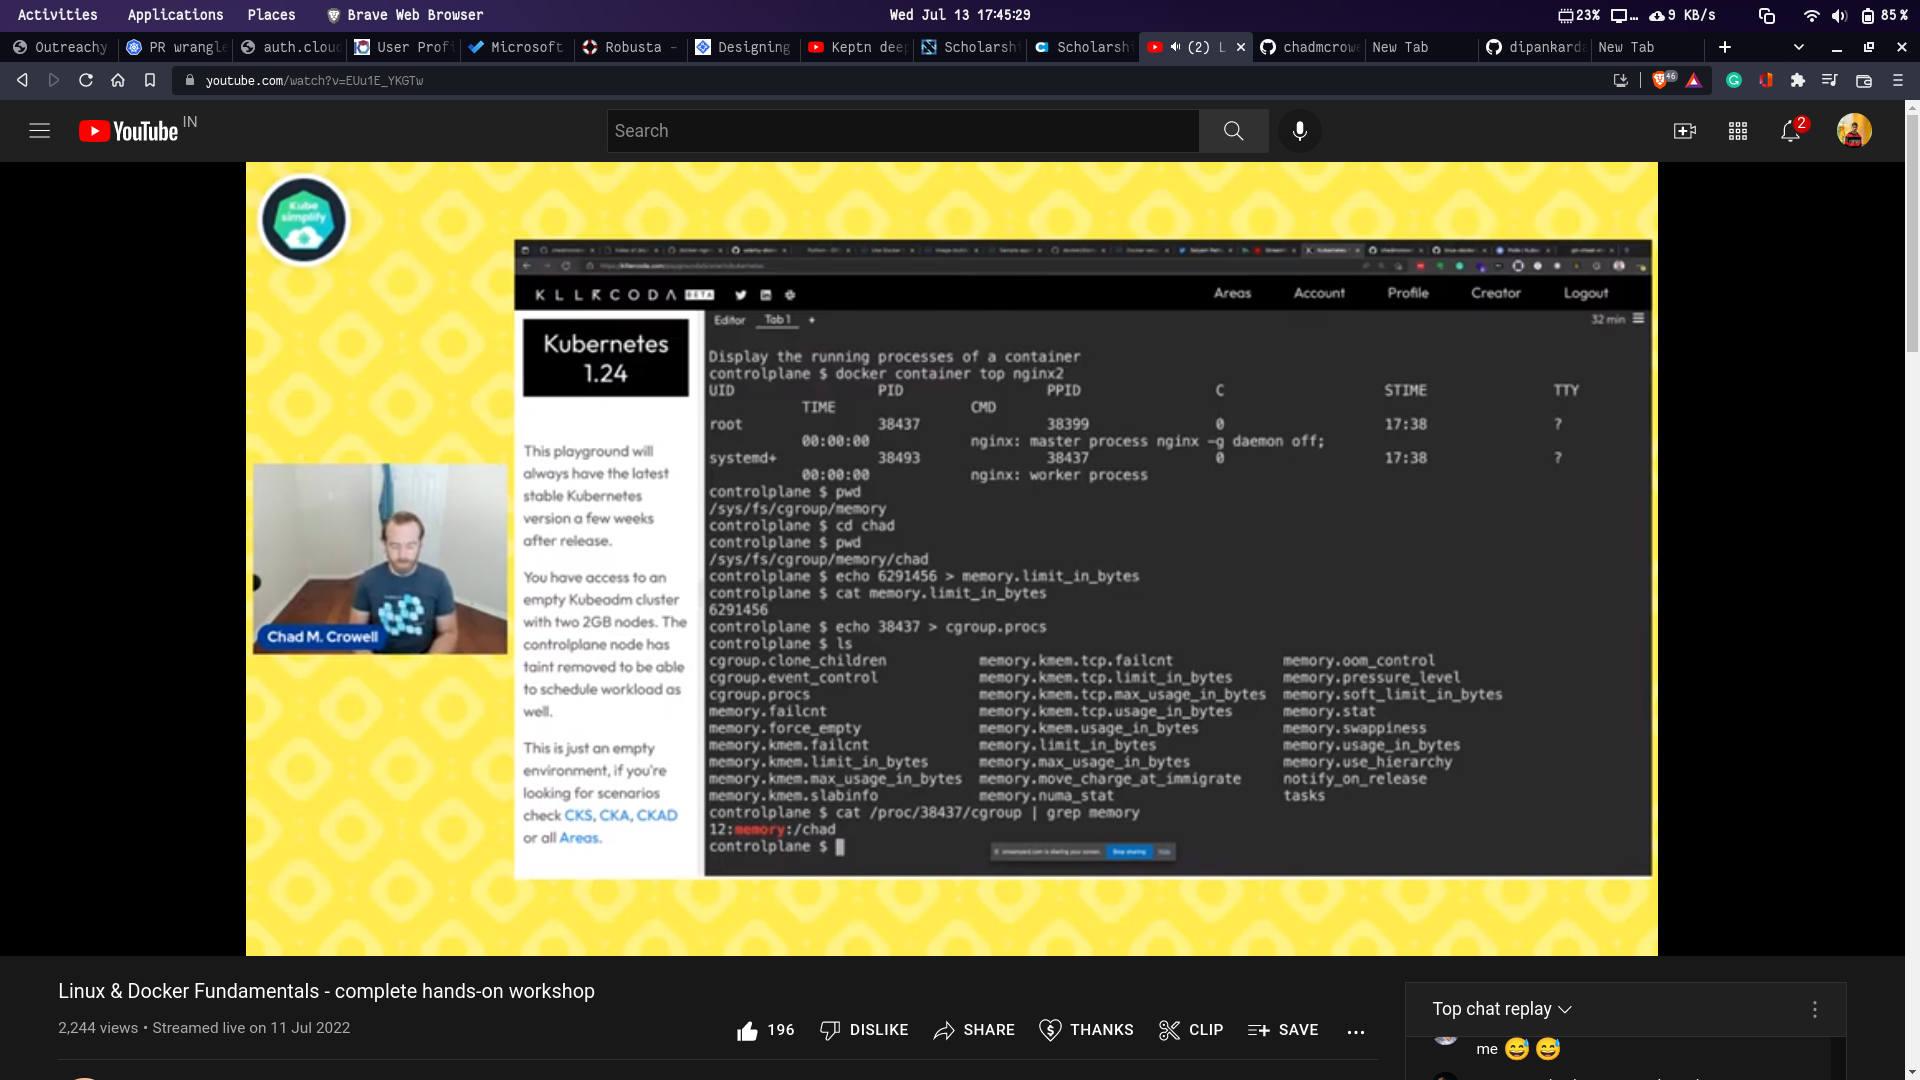 Activities Applications Places Brave Web Browser Wed Jul 13 17:45:29 23% 9 KB/s 85%
Outreachy PR wrangle auth.clou User Profi Microsoft Robusta – Designing Keptn deep Scholarshi Scholarshi (2) L chadmcrowe New Tab dipankarda New Tab
youtube.com/watch?v=EUu1E_YKGTw 46
YouTube IN Search 2
Kube
simplify
KLLRCODA BETA Areas Account Profile Creator Logout
Editor Tab 1 + 32 min
Kubernetes
1.24
This playground will
always have the latest
stable Kubernetes
version a few weeks
after release.
You have access to an
empty Kubeadm cluster
with two 2GB nodes. The
controlplane node has
taint removed to be able
to schedule workload as
well.
This is just an empty
environment, if you're
looking for scenarios
check CKS, CKA, CKAD
or all Areas.
Display the running processes of a container
controlplane $ docker container top nginx2
UID PID PPID C STIME TTY
TIME CMD
root 38437 38399 0 17:38 ?
00:00:00 nginx: master process nginx -g daemon off;
systemd+ 38493 38437 0 17:38 ?
00:00:00 nginx: worker process
controlplane $ pwd
/sys/fs/cgroup/memory
controlplane $ cd chad
controlplane $ pwd
/sys/fs/cgroup/memory/chad
controlplane $ echo 6291456 > memory.limit_in_bytes
controlplane $ cat memory.limit_in_bytes
6291456
controlplane $ echo 38437 > cgroup.procs
controlplane $ ls
cgroup.clone_children memory.kmem.tcp.failcnt memory.oom_control
cgroup.event_control memory.kmem.tcp.limit_in_bytes memory.pressure_level
cgroup.procs memory.kmem.tcp.max_usage_in_bytes memory.soft_limit_in_bytes
memory.failcnt memory.kmem.tcp.usage_in_bytes memory.stat
memory.force_empty memory.kmem.usage_in_bytes memory.swappiness
memory.kmem.failcnt memory.limit_in_bytes memory.usage_in_bytes
memory.kmem.limit_in_bytes memory.max_usage_in_bytes memory.use_hierarchy
memory.kmem.max_usage_in_bytes memory.move_charge_at_immigrate notify_on_release
memory.kmem.slabinfo memory.numa_stat tasks
controlplane $ cat /proc/38437/cgroup | grep memory
12:memory:/chad
controlplane $
Stop sharing Hide
Chad M. Crowell
Linux & Docker Fundamentals - complete hands-on workshop
2,244 views • Streamed live on 11 Jul 2022
196 DISLIKE SHARE THANKS CLIP SAVE
Top chat replay
me 😅 😅